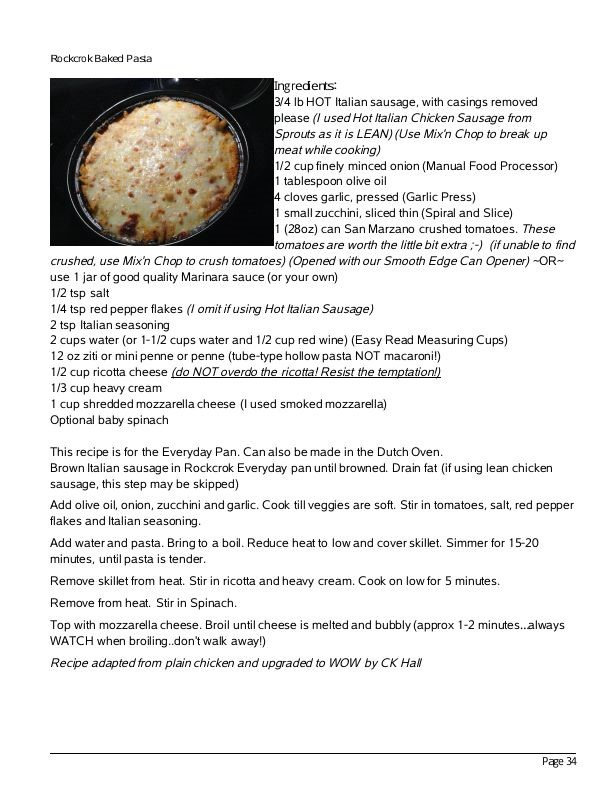 Rockcrok Baked Pasta
Ingredients:
3/4 lb HOT Italian sausage, with casings removed
please (I used Hot Italian Chicken Sausage from
Sprouts as it is LEAN) (Use Mix'n Chop to break up
meat while cooking)
1/2 cup finely minced onion (Manual Food Processor)
1 tablespoon olive oil
4 cloves garlic, pressed (Garlic Press)
1 small zucchini, sliced thin (Spiral and Slice)
1 (28oz) can San Marzano crushed tomatoes. These
tomatoes are worth the little bit extra ;-) (if unable to find
crushed, use Mix'n Chop to crush tomatoes) (Opened with our Smooth Edge Can Opener) ~OR~
use 1 jar of good quality Marinara sauce (or your own)
1/2 tsp salt
1/4 tsp red pepper flakes (I omit if using Hot Italian Sausage)
2 tsp Italian seasoning
2 cups water (or 1-1/2 cups water and 1/2 cup red wine) (Easy Read Measuring Cups)
12 oz ziti or mini penne or penne (tube-type hollow pasta NOT macaroni!)
1/2 cup ricotta cheese (do NOT overdo the ricotta! Resist the temptation!)
1/3 cup heavy cream
1 cup shredded mozzarella cheese (I used smoked mozzarella)
Optional baby spinach
This recipe is for the Everyday Pan. Can also be made in the Dutch Oven.
Brown Italian sausage in Rockcrok Everyday pan until browned. Drain fat (if using lean chicken
sausage, this step may be skipped)
Add olive oil, onion, zucchini and garlic. Cook till veggies are soft. Stir in tomatoes, salt, red pepper
flakes and Italian seasoning.
Add water and pasta. Bring to a boil. Reduce heat to low and cover skillet. Simmer for 15-20
minutes, until pasta is tender.
Remove skillet from heat. Stir in ricotta and heavy cream. Cook on low for 5 minutes.
Remove from heat. Stir in Spinach.
Top with mozzarella cheese. Broil until cheese is melted and bubbly (approx 1-2 minutes...always
WATCH when broiling..don't walk away!)
Recipe adapted from plain chicken and upgraded to WOW by CK Hall
Page 34